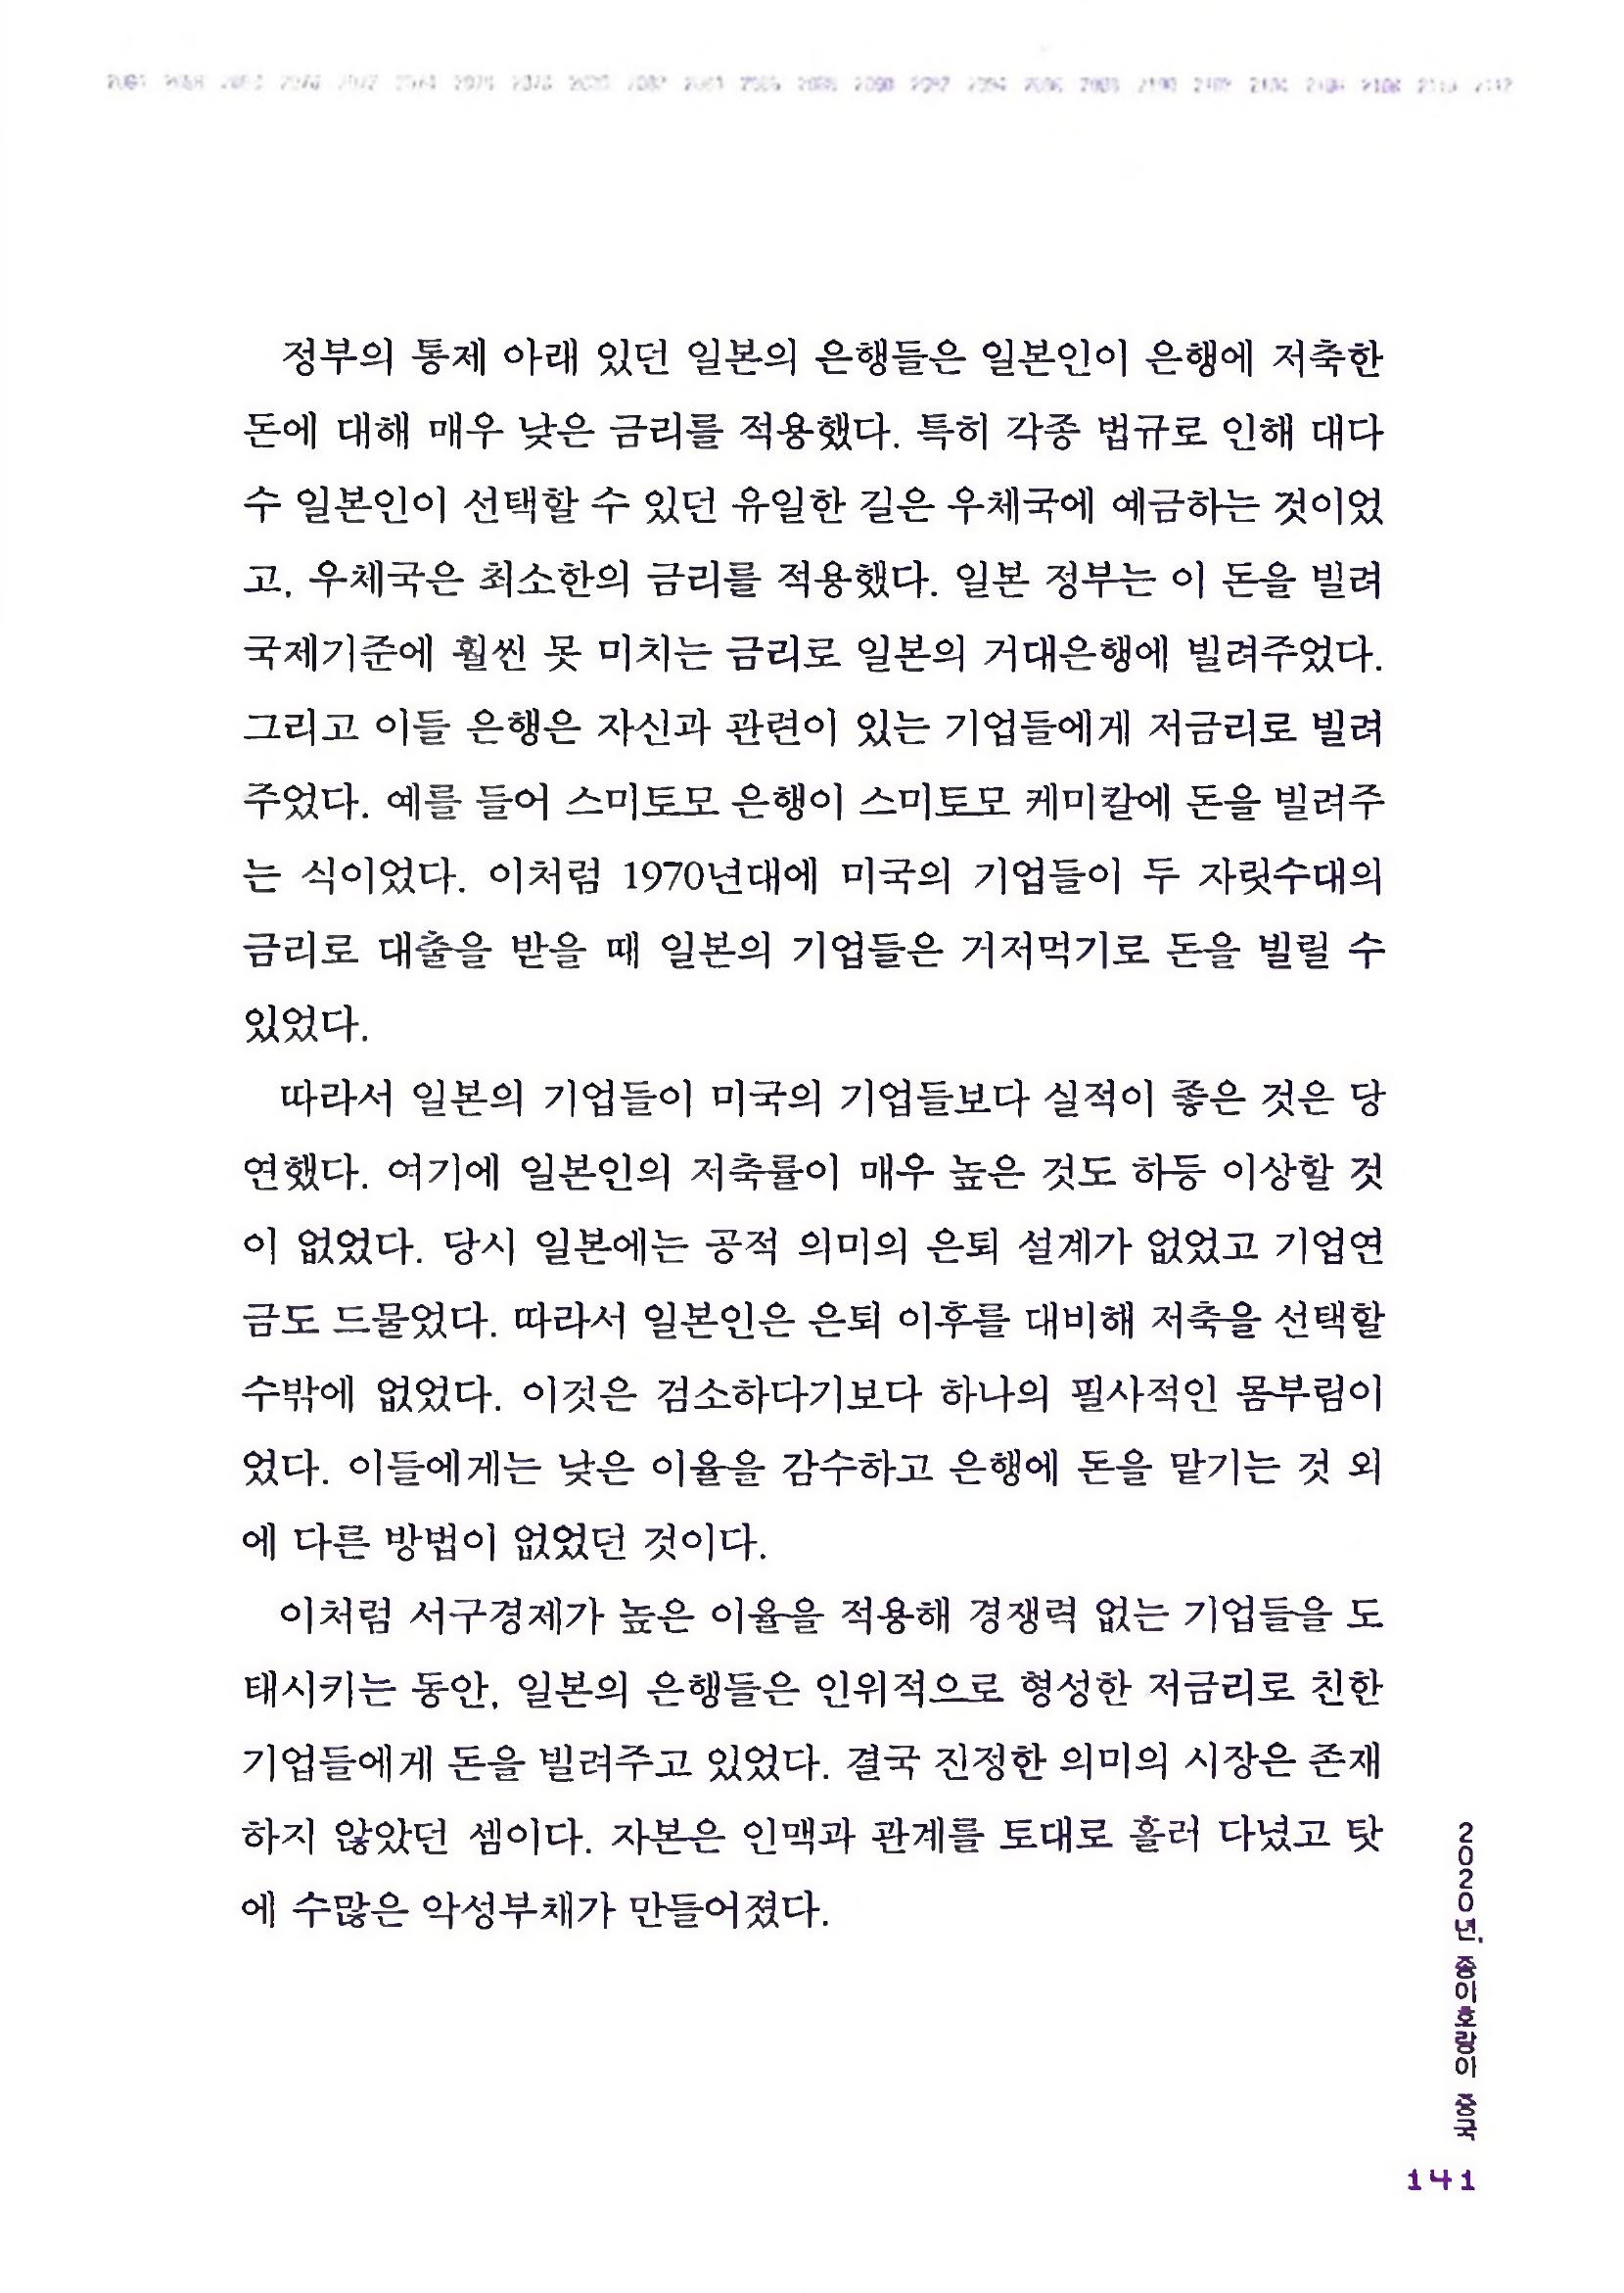 정부의 통제 아래 있던 일본의 은행들은 일본인이 은행에 저축한
돈에 대해 매우 낮은 금리를 적용했다. 특히 각종 법규로 인해 대다
수 일본인이 선택할 수 있던 유일한 길은 우체국에 예금하는 것이었
고, 우체국은 최소한의 금리를 적용했다. 일본 정부는 이 돈을 빌려
국제기준에 훨씬 못 미치는 금리로 일본의 거대은행에 빌려주었다.
그리고 이들 은행은 자신과 관련이 있는 기업들에게 저금리로 빌려
주었다. 예를 들어 스미토모 은행이 스미토모 케미칼에 돈을 빌려주
는 식이었다. 이처럼 1970년대에 미국의 기업들이 두 자릿수대의
금리로 대출을 받을 때 일본의 기업들은 거저먹기로 돈을 빌릴 수
있었다.
따라서 일본의 기업들이 미국의 기업들보다 실적이 좋은 것은 당
연했다. 여기에 일본인의 저축률이 매우 높은 것도 하등 이상할 것
이 없었다. 당시 일본에는 공적 의미의 은퇴 설계가 없었고 기업연
금도 드물었다. 따라서 일본인은 은퇴 이후를 대비해 저축을 선택할
수밖에 없었다. 이것은 검소하다기보다 하나의 필사적인 몸부림이
었다. 이들에게는 낮은 이율을 감수하고 은행에 돈을 맡기는 것 외
에 다른 방법이 없었던 것이다.
이처럼 서구경제가 높은 이율을 적용해 경쟁력 없는 기업들을 도
태시키는 동안, 일본의 은행들은 인위적으로 형성한 저금리로 친한
기업들에게 돈을 빌려주고 있었다. 결국 진정한 의미의 시장은 존재
하지 않았던 셈이다. 자본은 인맥과 관계를 토대로 흘러 다녔고 탓
에 수많은 악성부채가 만들어졌다.
2020년, 종이호랑이 중국
141